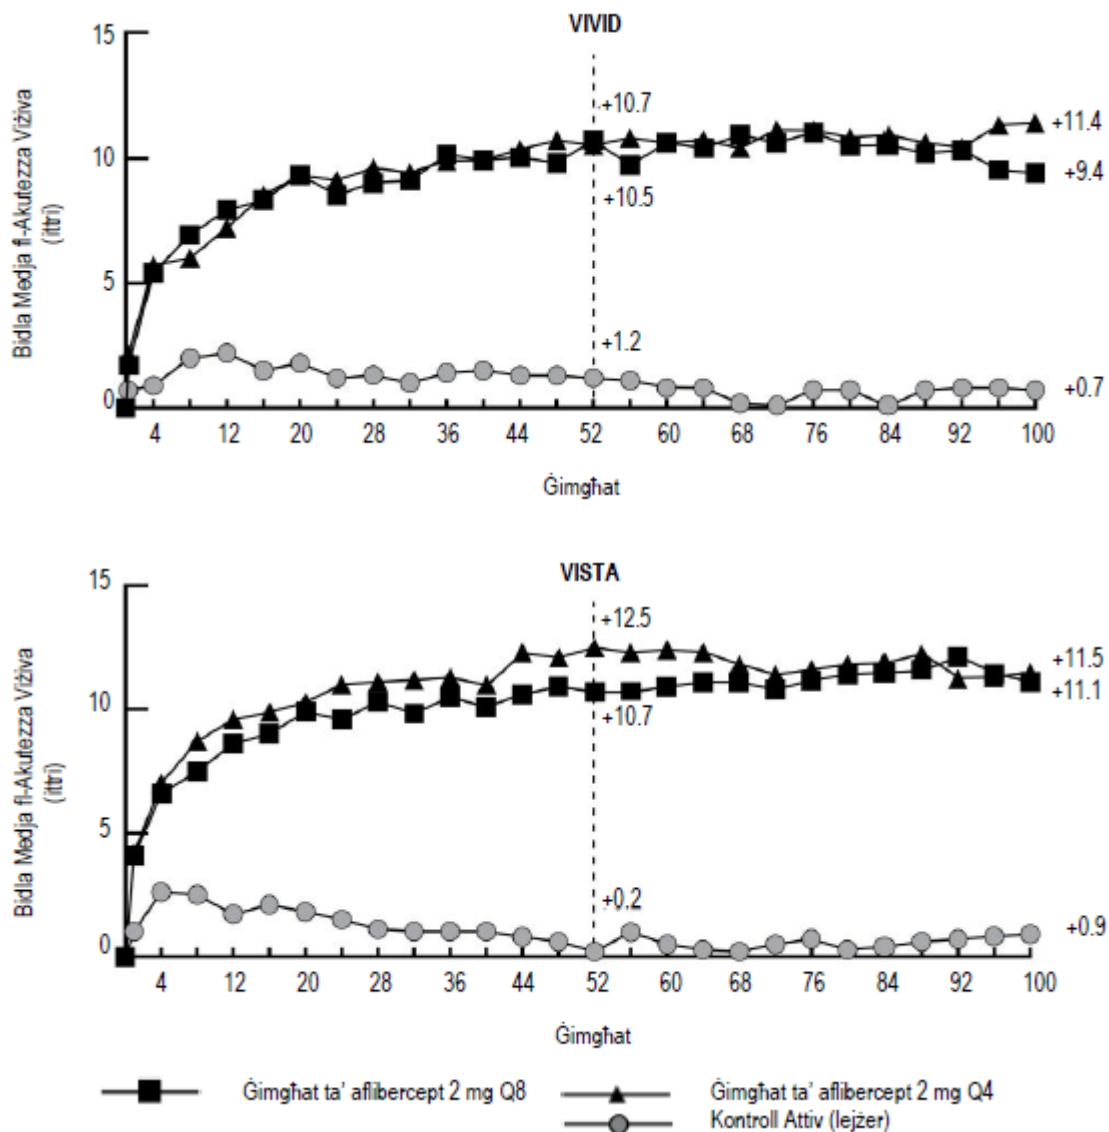 VIVID
Bidla Medja fl-Akutezza Viżiva
(ittri)
15
10
5
0
+10.7
+10.5
+1.2
+11.4
+9.4
+0.7
4 12 20 28 36 44 52 60 68 76 84 92 100
Ġimgħat
VISTA
Bidla Medja fl-Akutezza Viżiva
(ittri)
15
10
5
0
+12.5
+10.7
+0.2
+11.5
+11.1
+0.9
4 12 20 28 36 44 52 60 68 76 84 92 100
Ġimgħat
Ġimgħat ta' aflibercept 2 mg Q8
Ġimgħat ta' aflibercept 2 mg Q4
Kontroll Attiv (lejżer)